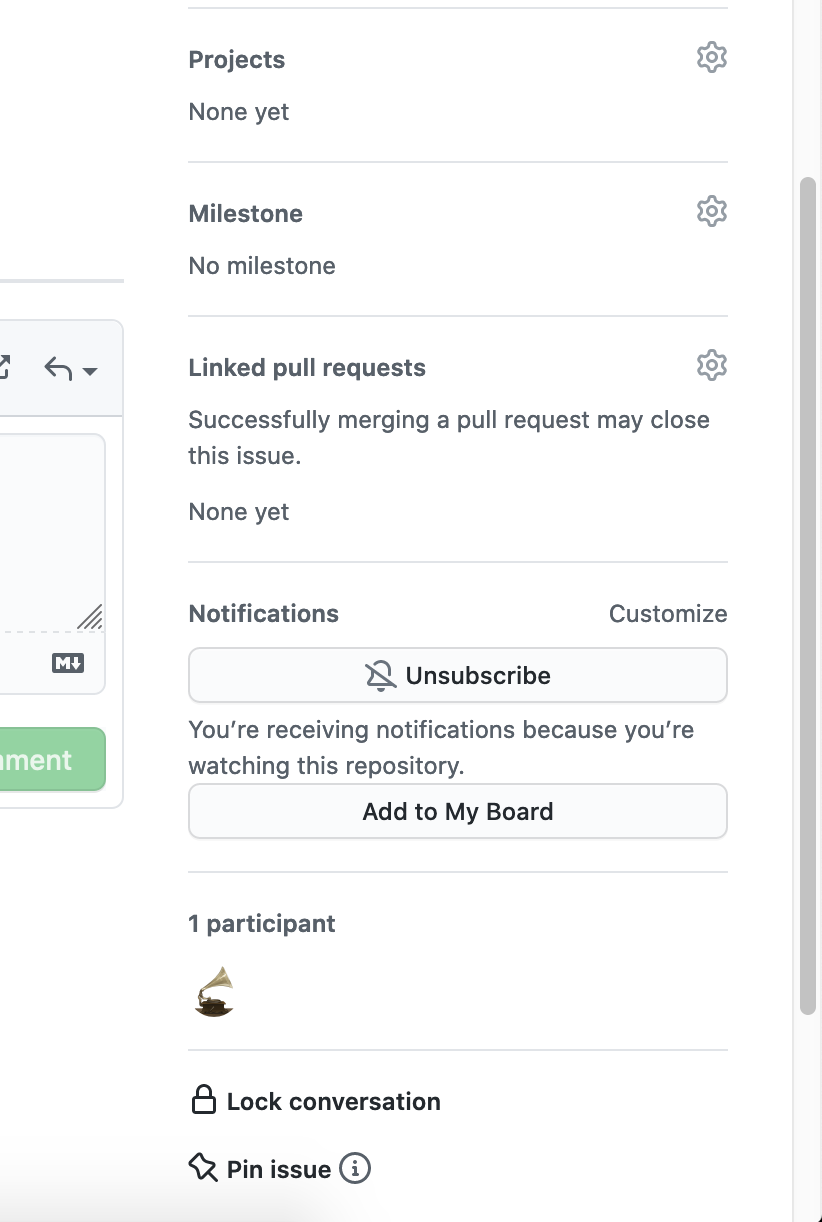 Projects
None yet
Milestone
No milestone
Linked pull requests
Successfully merging a pull request may close
this issue.
None yet
Notifications
Customize
M
Unsubscribe
You’re receiving notifications because you’re
watching this repository.
mment
Add to My Board
1 participant
Lock conversation
Pin issue